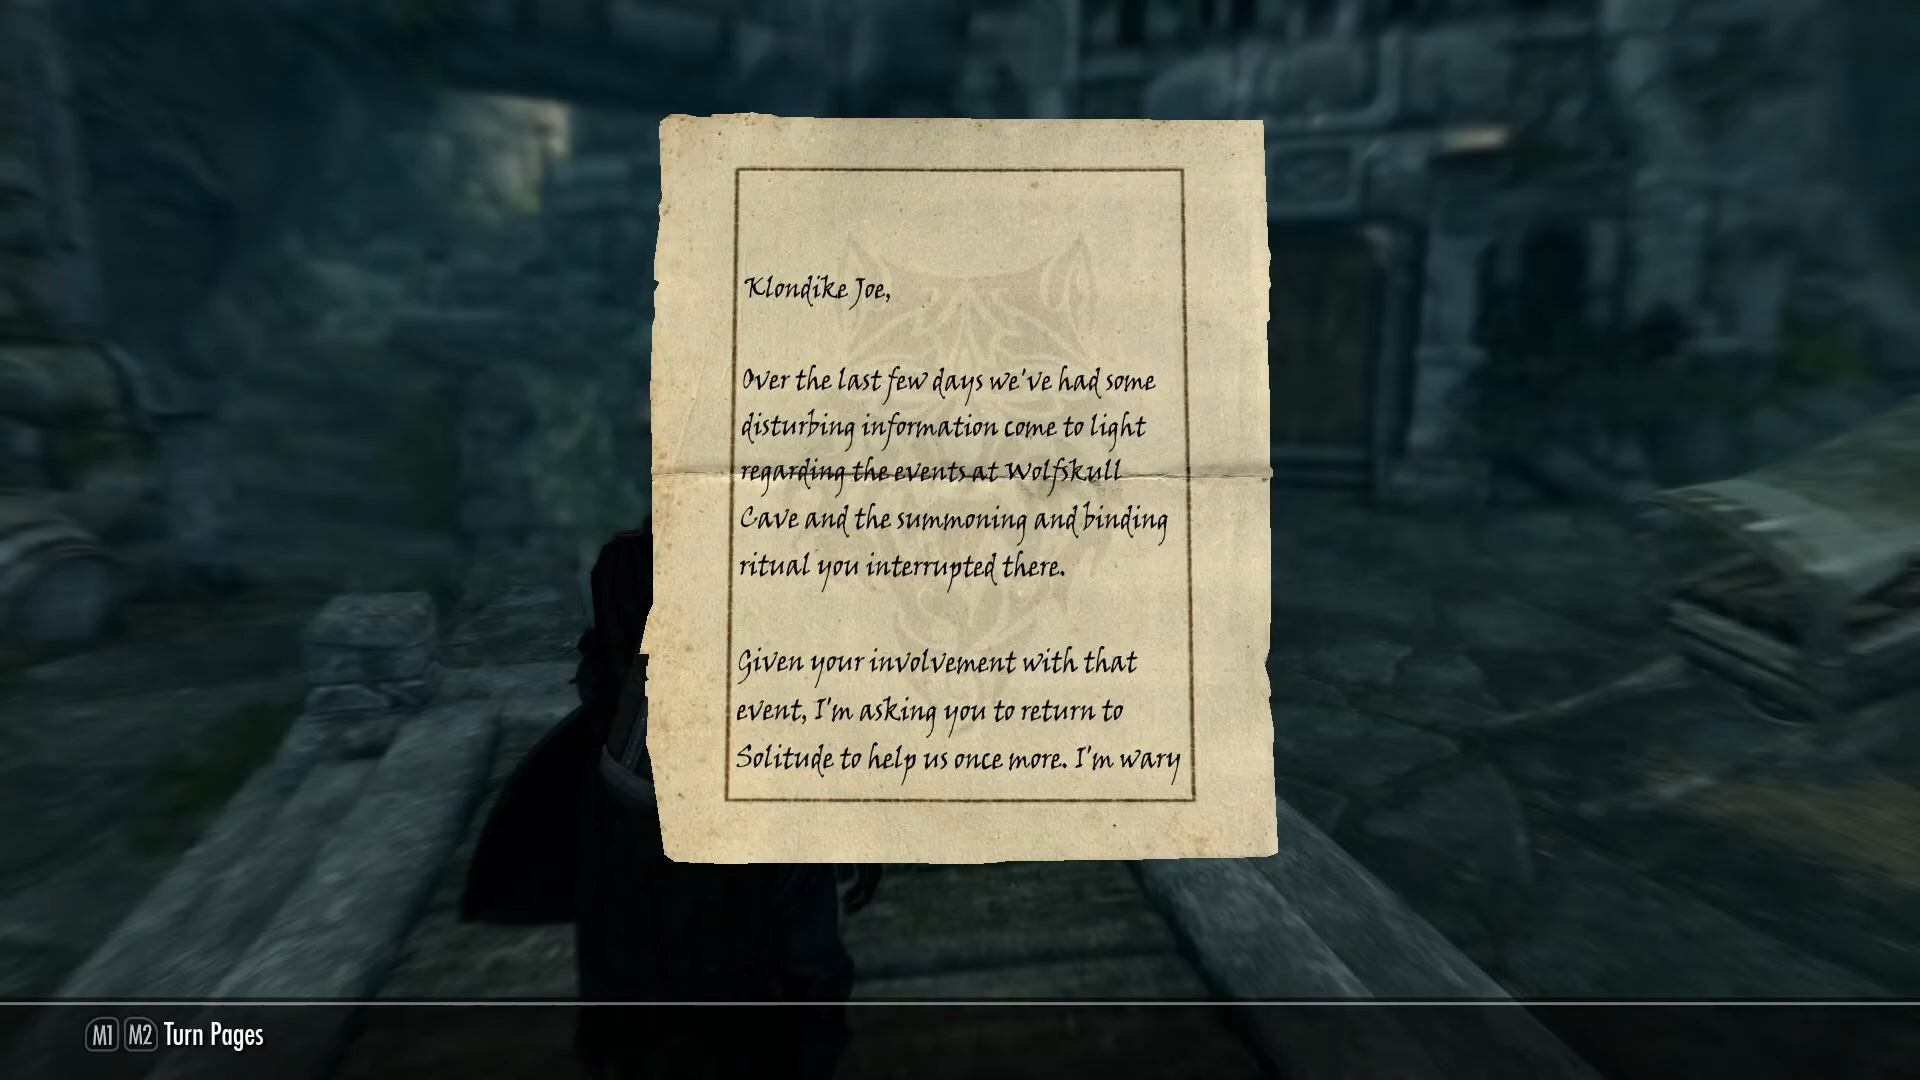 Klondike Joe,
Over the last few days we've had some
disturbing information come to light
regarding the events at Wolfskull
Cave and the summoning and binding
ritual you interrupted there.
Given your involvement with that
event, I'm asking you to return to
Solitude to help us once more. I'm wary
M1 M2 Turn Pages